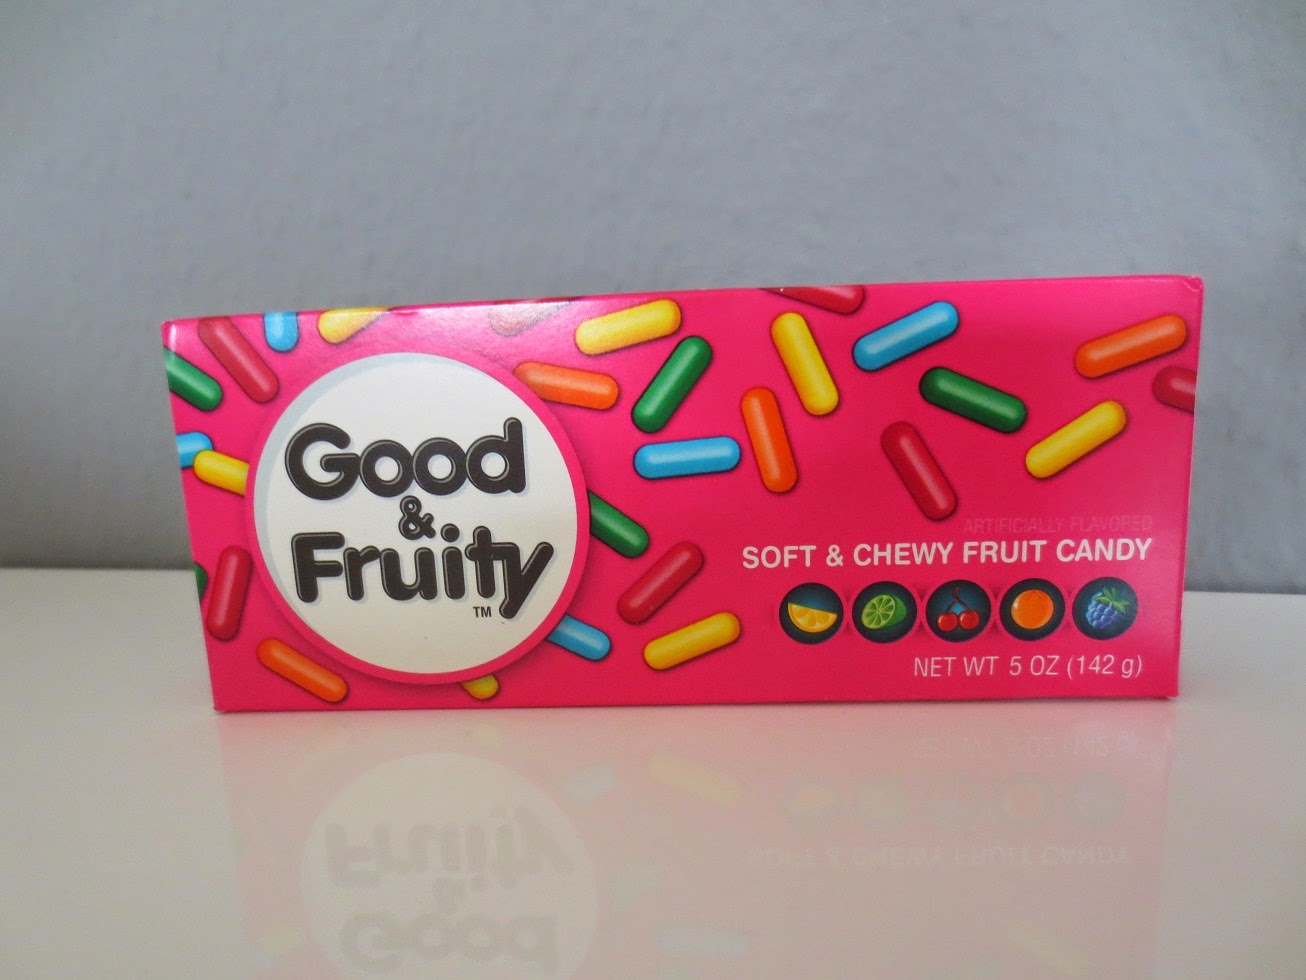 Good
&
Fruity
TM
ARTIFICIALLY FLAVORED
SOFT & CHEWY FRUIT CANDY
NET WT 5 OZ (142 g)